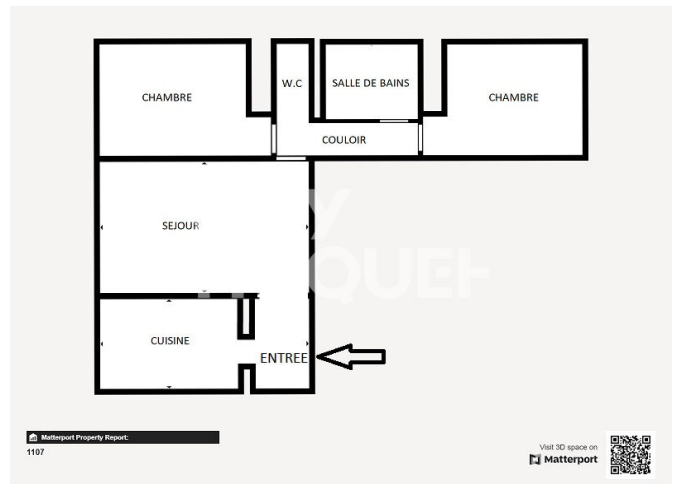 CHAMBRE
W.C
SALLE DE BAINS
CHAMBRE
COULOIR
SEJOUR
CUISINE
ENTREE
Matterport Property Report:
1107
Visit 3D space on
Matterport